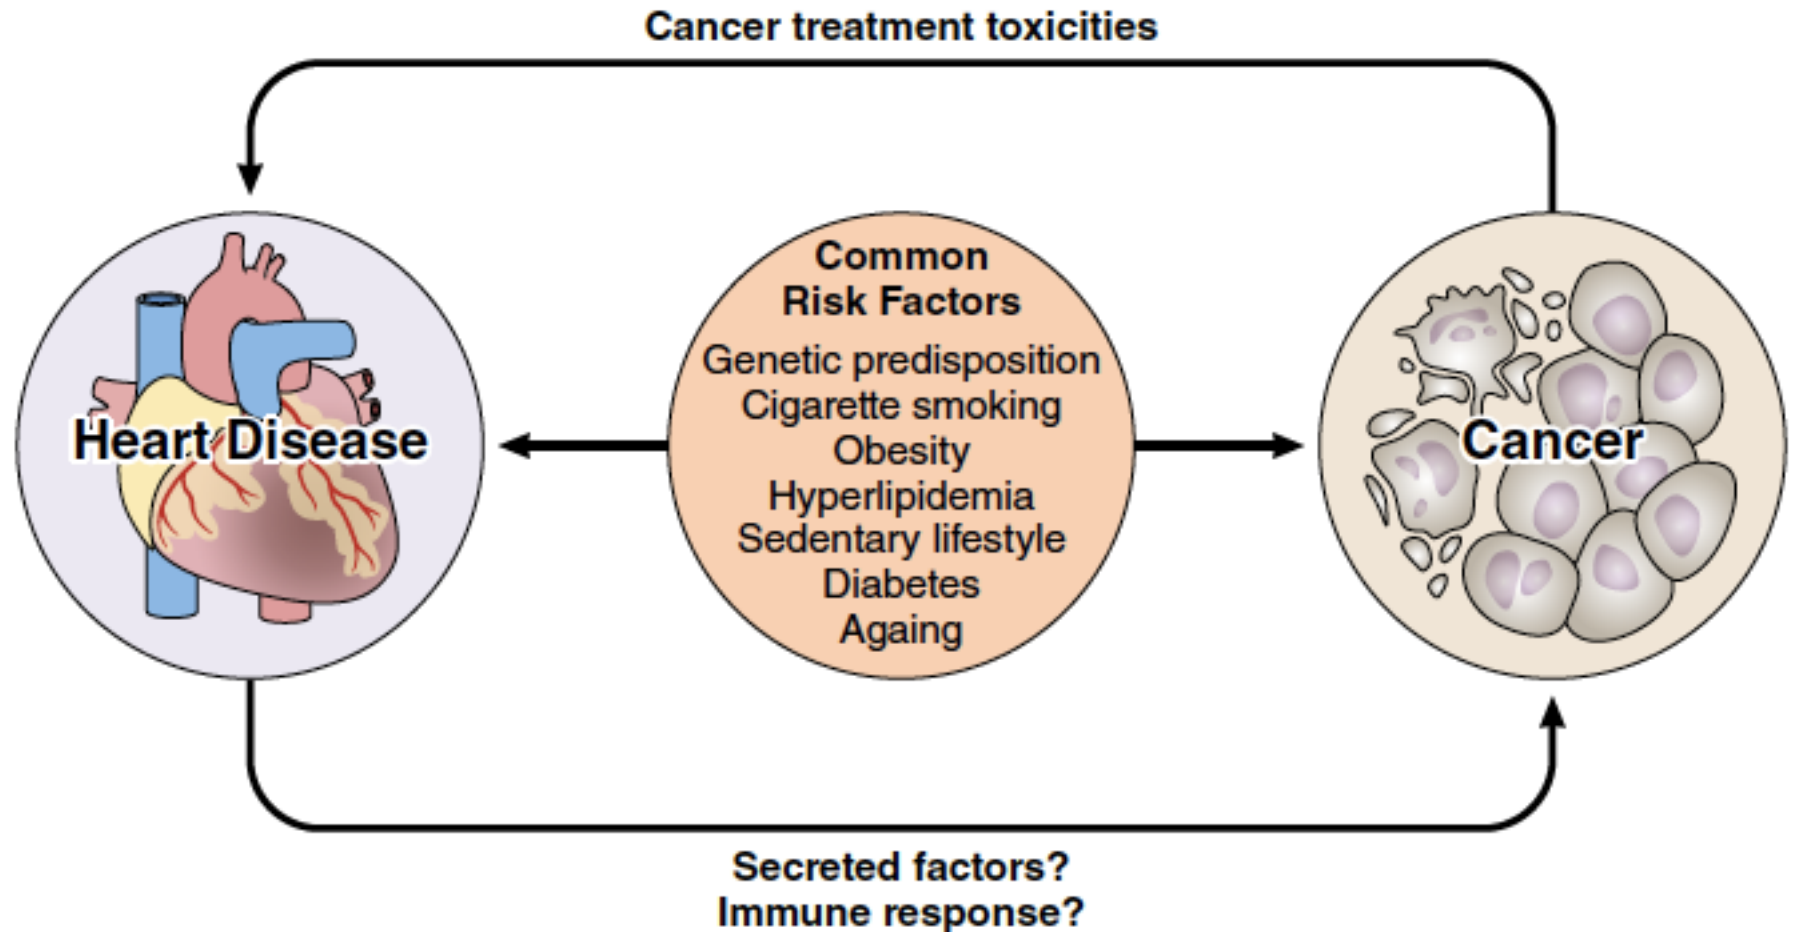 Cancer treatment toxicities
Heart Disease
Common
Risk Factors
Genetic predisposition
Cigarette smoking
Obesity
Hyperlipidemia
Sedentary lifestyle
Diabetes
Againg
Cancer
Secreted factors?
Immune response?